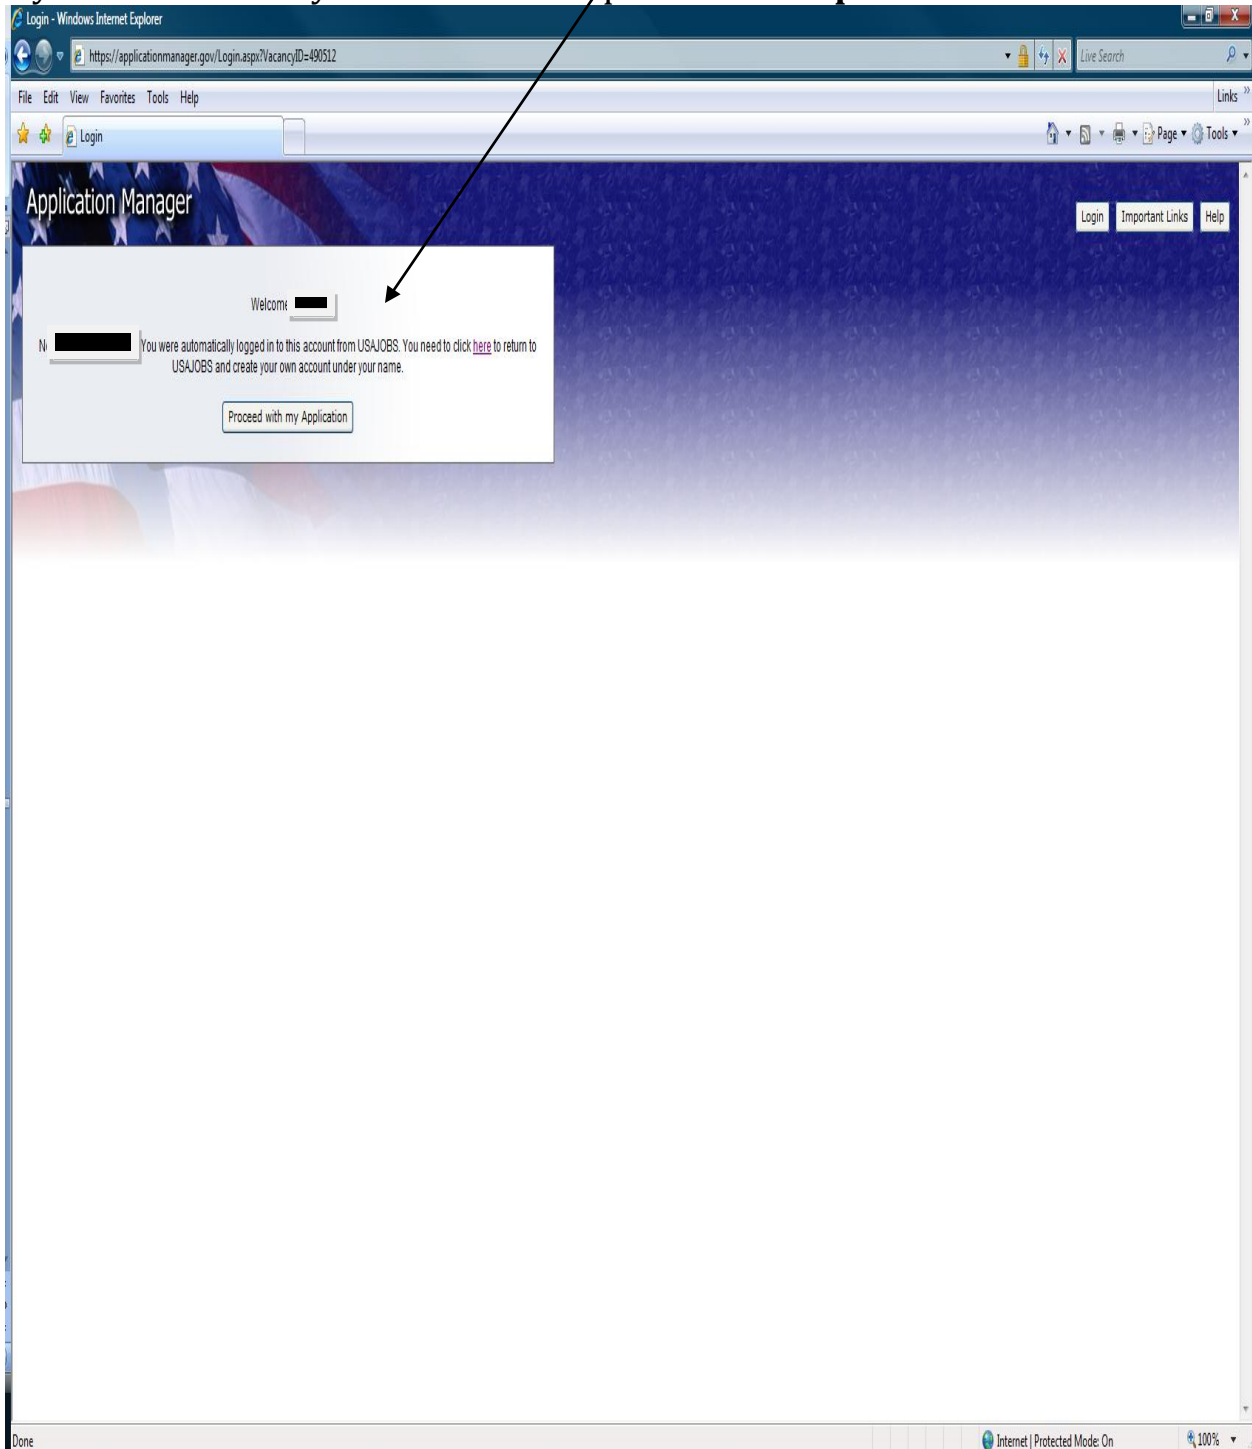 Login - Windows Internet Explorer
https://applicationmanager.gov/Login.aspx?VacancyID=490512
Live Search
File Edit View Favorites Tools Help
Links
Login
Page Tools
Application Manager
Login Important Links Help
Welcome
You were automatically logged in to this account from USAJOBS. You need to click here to return to
USAJOBS and create your own account under your name.
Proceed with my Application
Done
Internet | Protected Mode: On
100%